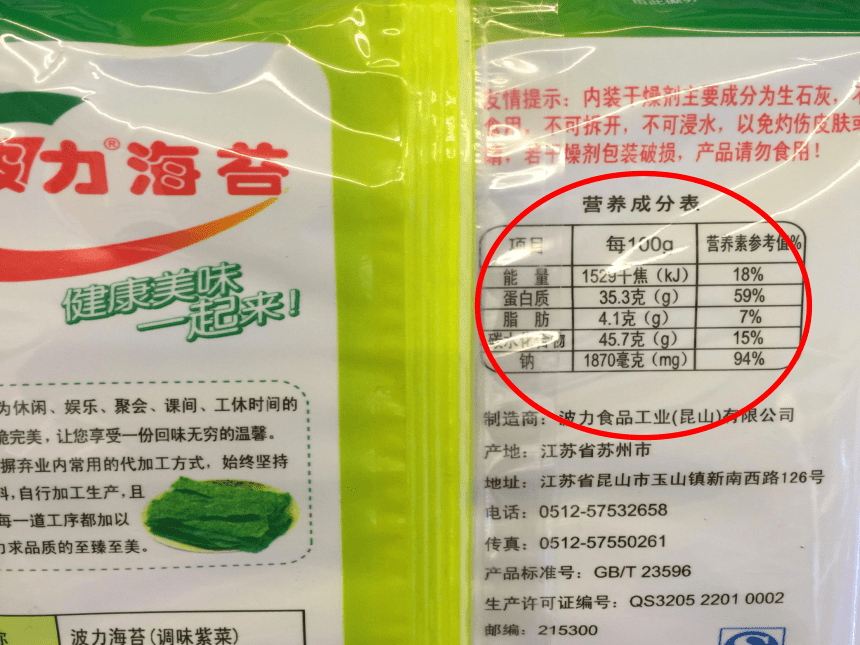 力®海苔
健康美味
一起来!
为休闲、娱乐、聚会、课间、工休时间的
脆完美，让您享受一份回味无穷的温馨。
摒弃业内常用的代加工方式，始终坚持
料，自行加工生产，且
每一道工序都加以
力求品质的至臻至美。
波力海苔(调味紫菜)
友情提示：内装干燥剂主要成分为生石灰，不
食用，不可拆开，不可浸水，以免灼伤皮肤或
睛，若干燥剂包装破损，产品请勿食用！
营养成分表
项目 每100g 营养素参考值%
能 量 1529千焦（kJ） 18%
蛋白质 35.3克（g） 59%
脂 肪 4.1克（g） 7%
碳水化合物 45.7克（g） 15%
钠 1870毫克（mg） 94%
制造商：波力食品工业(昆山)有限公司
产地：江苏省苏州市
地址：江苏省昆山市玉山镇新南西路126号
电话：0512-57532658
传真：0512-57550261
产品标准号：GB/T 23596
生产许可证编号：QS3205 2201 0002
邮编：215300